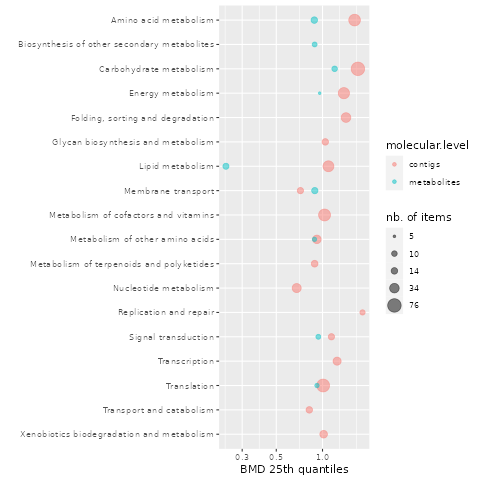 Amino acid metabolism
Biosynthesis of other secondary metabolites
Carbohydrate metabolism
Energy metabolism
Folding, sorting and degradation
Glycan biosynthesis and metabolism
Lipid metabolism
Membrane transport
Metabolism of cofactors and vitamins
Metabolism of other amino acids
Metabolism of terpenoids and polyketides
Nucleotide metabolism
Replication and repair
Signal transduction
Transcription
Translation
Transport and catabolism
Xenobiotics biodegradation and metabolism
0.3 0.5 1.0
BMD 25th quantiles
molecular.level
contigs
metabolites
nb. of items
5
10
14
34
76